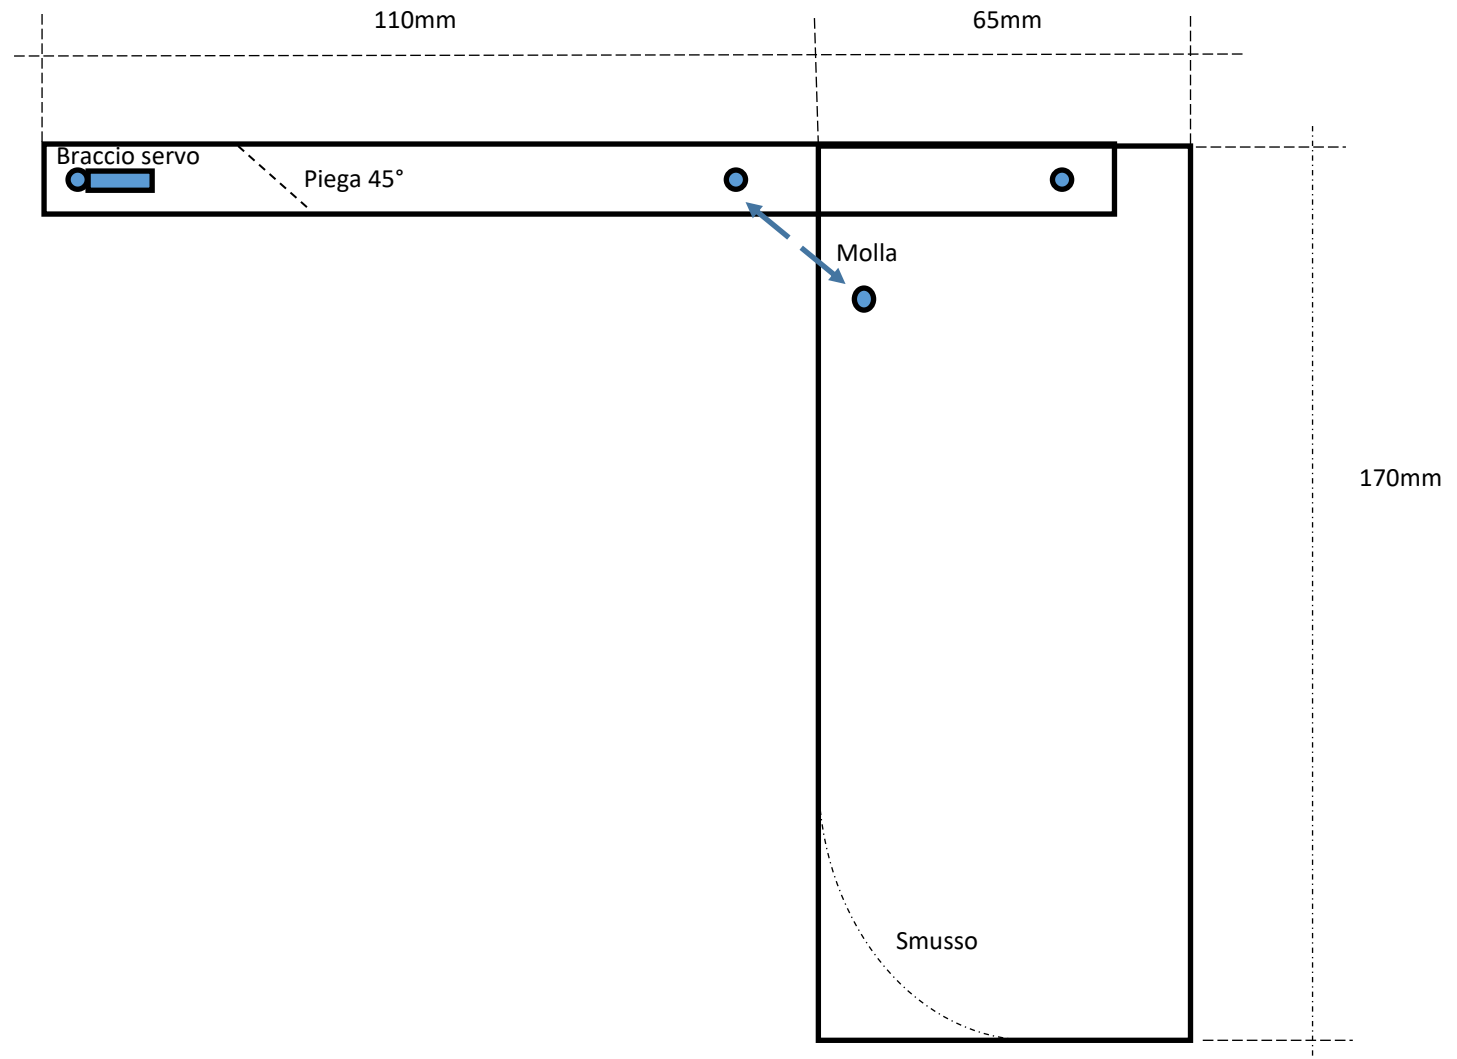 110mm
65mm
Braccio servo
Piega 45°
Molla
170mm
Smusso